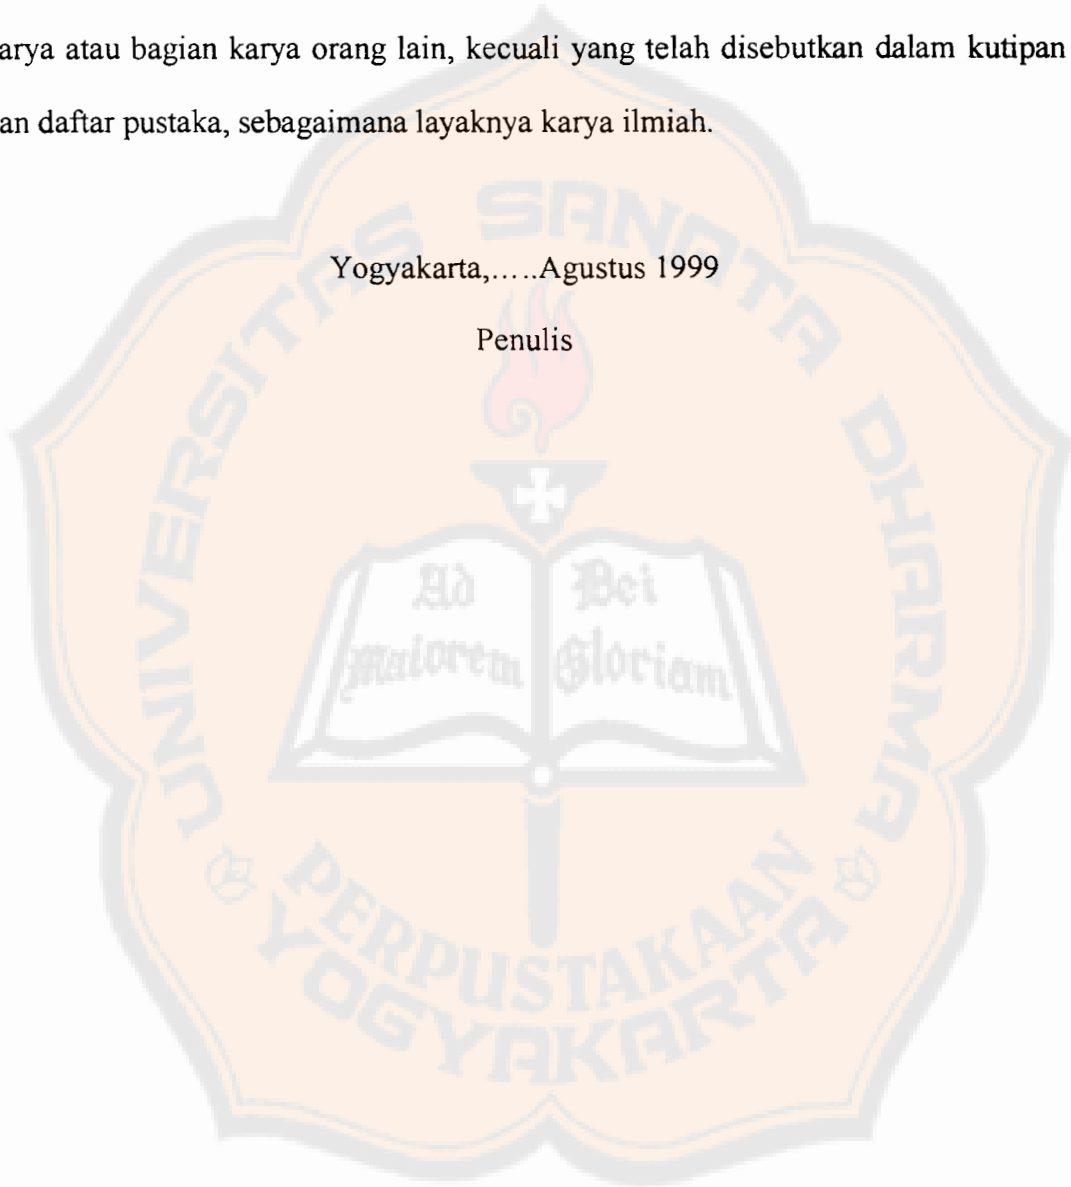 arya atau bagian karya orang lain, kecuali yang telah disebutkan dalam kutipan
an daftar pustaka, sebagaimana layaknya karya ilmiah.
Yogyakarta,.....Agustus 1999
Penulis
UNIVERSITAS SANATA DHARMA
Ad Dei
maiorem Gloriam
PERPUSTAKAAN
YOGYAKARTA